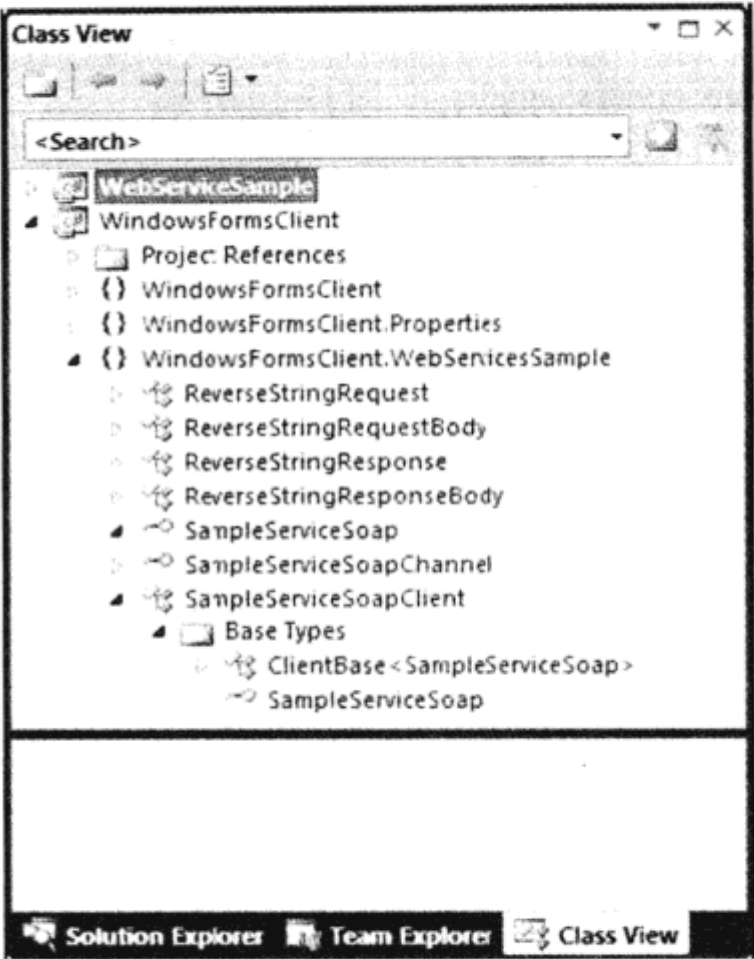 Class View
<Search>
WebServiceSample
WindowsFormsClient
Project References
{} WindowsFormsClient
{} WindowsFormsClient.Properties
{} WindowsFormsClient.WebServicesSample
ReverseStringRequest
ReverseStringRequestBody
ReverseStringResponse
ReverseStringResponseBody
SampleServiceSoap
SampleServiceSoapChannel
SampleServiceSoapClient
Base Types
ClientBase<SampleServiceSoap>
SampleServiceSoap
Solution Explorer Team Explorer Class View